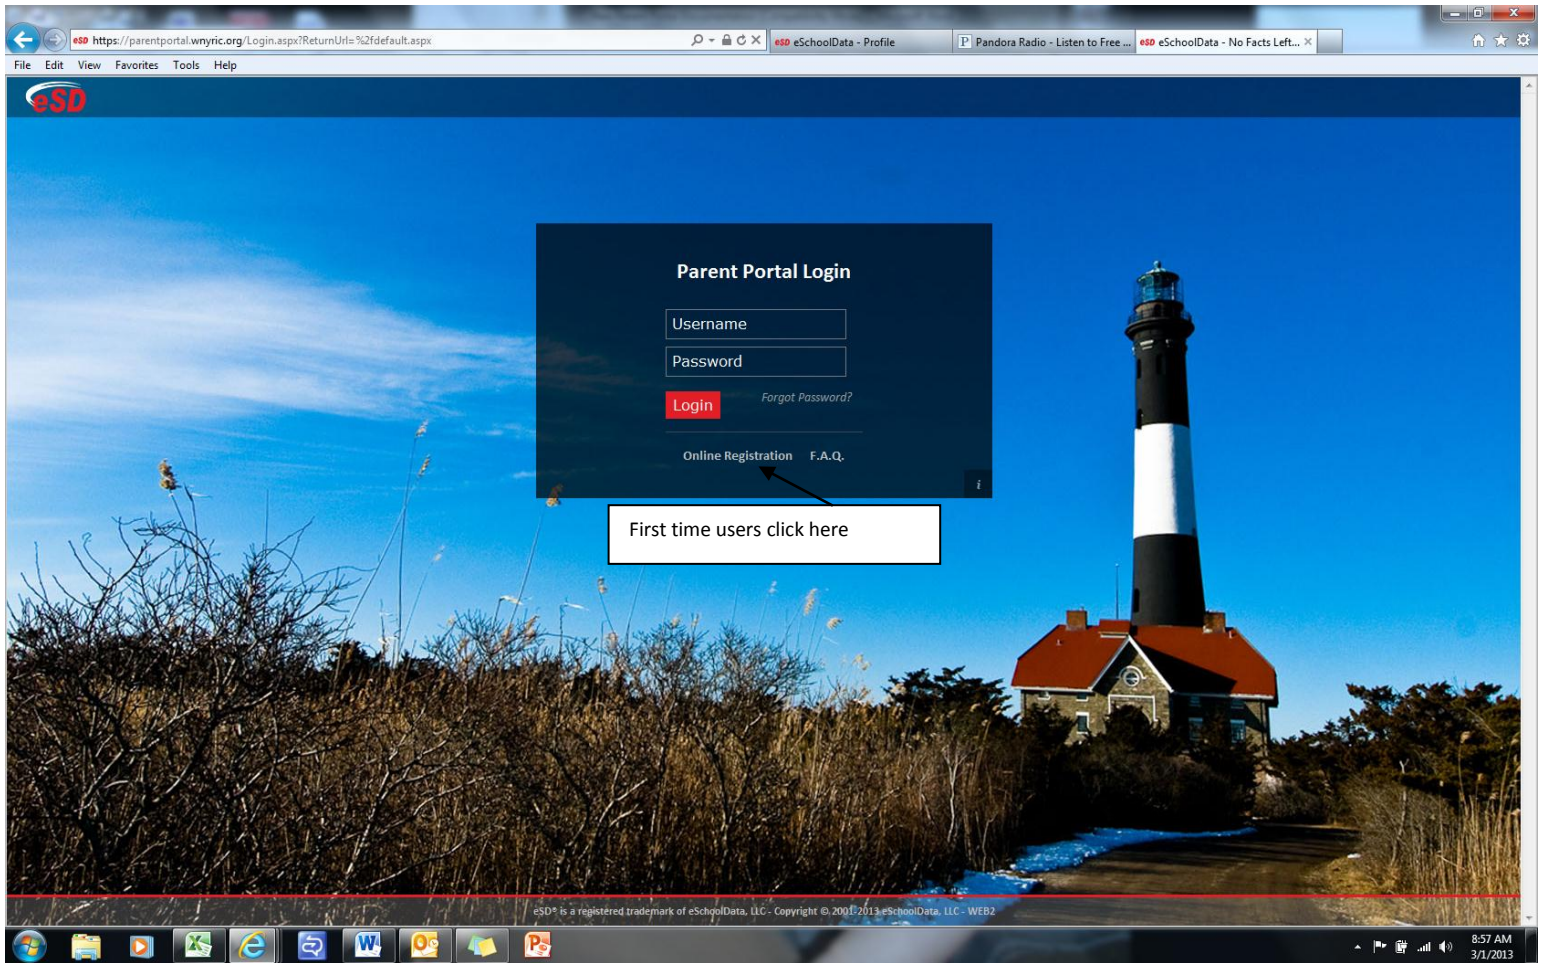 eSD https://parentportal.wnyric.org/Login.aspx?ReturnUrl=%2fdefault.aspx
eSD eSchoolData - Profile
P Pandora Radio - Listen to Free ...
eSD eSchoolData - No Facts Left...
File Edit View Favorites Tools Help
eSD
Parent Portal Login
Username
Password
Login
Forgot Password?
Online Registration F.A.Q.
i
First time users click here
eSD® is a registered trademark of eSchoolData, LLC - Copyright © 2001-2013 eSchoolData, LLC - WEB2
8:57 AM
3/1/2013